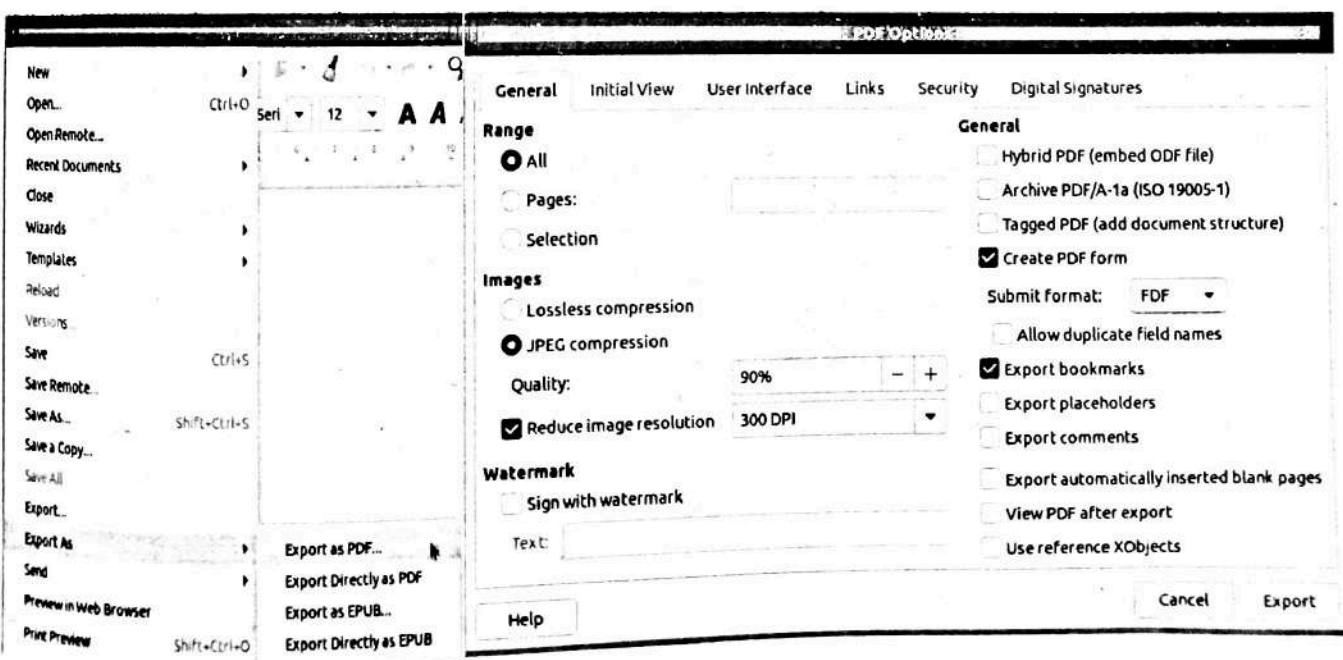 New
Open... Ctrl+O
Open Remote...
Recent Documents
Close
Wizards
Templates
Reload
Versions...
Save Ctrl+S
Save Remote...
Save As... Shift+Ctrl+S
Save a Copy...
Save All
Export...
Export As
Send
Preview in Web Browser
Print Preview Shift+Ctrl+O
Seri 12 A A
Export as PDF...
Export Directly as PDF
Export as EPUB...
Export Directly as EPUB
PDF Options
General Initial View User Interface Links Security Digital Signatures
Range
All
Pages:
Selection
Images
Lossless compression
JPEG compression
Quality: 90% - +
Reduce image resolution 300 DPI
Watermark
Sign with watermark
Text:
General
Hybrid PDF (embed ODF file)
Archive PDF/A-1a (ISO 19005-1)
Tagged PDF (add document structure)
Create PDF form
Submit format: FDF
Allow duplicate field names
Export bookmarks
Export placeholders
Export comments
Export automatically inserted blank pages
View PDF after export
Use reference XObjects
Help Cancel Export